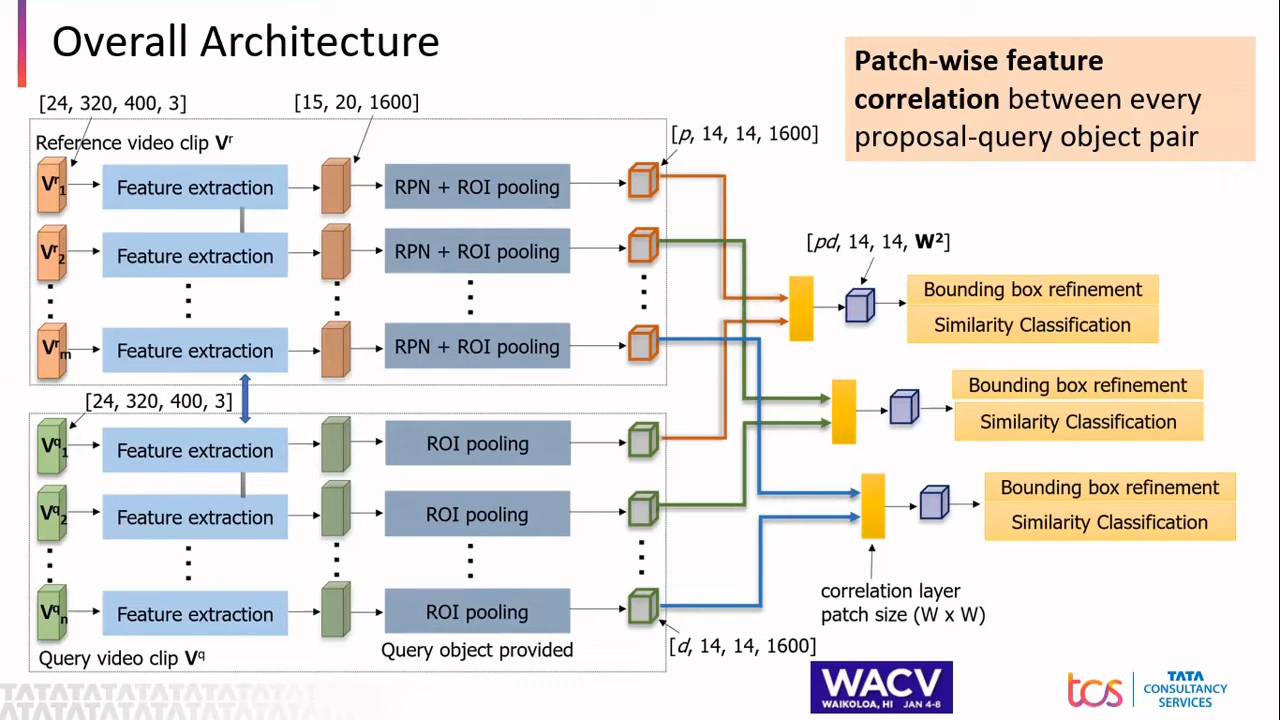 Overall Architecture
Patch-wise feature
correlation between every
proposal-query object pair
[24, 320, 400, 3]
[15, 20, 1600]
[p, 14, 14, 1600]
Reference video clip Vʳ
Vʳ₁
Feature extraction
RPN + ROI pooling
Vʳ₂
Feature extraction
RPN + ROI pooling
Vʳₘ
Feature extraction
RPN + ROI pooling
[pd, 14, 14, W²]
Bounding box refinement
Similarity Classification
Bounding box refinement
Similarity Classification
Bounding box refinement
Similarity Classification
[24, 320, 400, 3]
Vq₁
Feature extraction
ROI pooling
Vq₂
Feature extraction
ROI pooling
Vqₙ
Feature extraction
ROI pooling
Query video clip Vq
Query object provided
[d, 14, 14, 1600]
correlation layer
patch size (W x W)
WACV
WAIKOLOA, HI JAN 4-8
tcs
TATA
CONSULTANCY
SERVICES
TATATATATATATATATATA